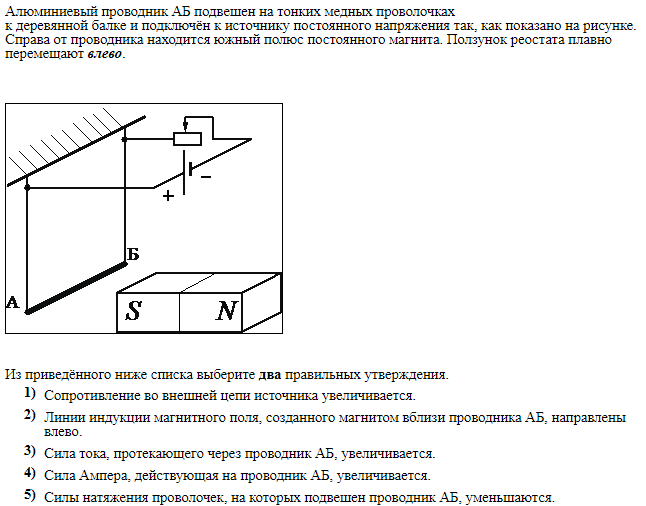 Алюминиевый проводник АБ подвешен на тонких медных проволочках
к деревянной балке и подключён к источнику постоянного напряжения так, как показано на рисунке.
Справа от проводника находится южный полюс постоянного магнита. Ползунок реостата плавно
перемещают влево.
−
+
Б
А
S N
Из приведённого ниже списка выберите два правильных утверждения.
1) Сопротивление во внешней цепи источника увеличивается.
2) Линии индукции магнитного поля, созданного магнитом вблизи проводника АБ, направлены
влево.
3) Сила тока, протекающего через проводник АБ, увеличивается.
4) Сила Ампера, действующая на проводник АБ, увеличивается.
5) Силы натяжения проволочек, на которых подвешен проводник АБ, уменьшаются.